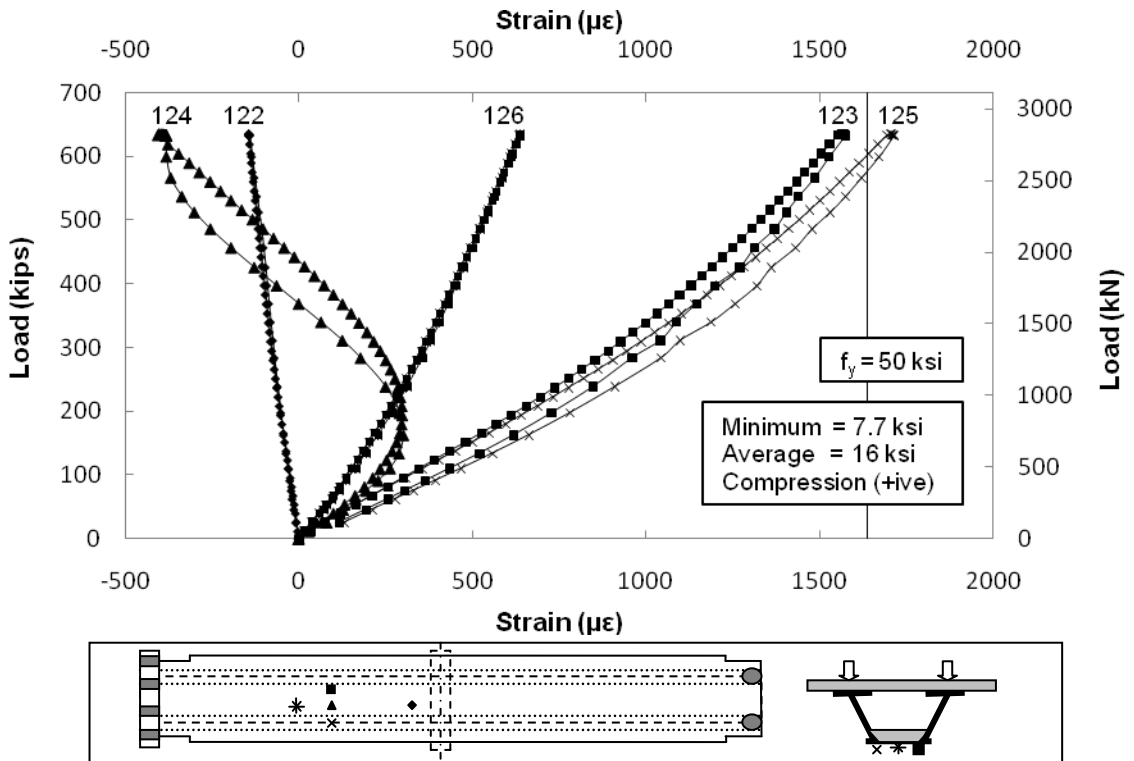 Strain (µε)
-500 0 500 1000 1500 2000
700 3000
124 122 126 123 125
600
2500
500
2000
400
1500
300
f_y = 50 ksi
1000
200
Minimum = 7.7 ksi
Average = 16 ksi
Compression (+ive)
500
100
0 0
Load (kips)
Load (kN)
-500 0 500 1000 1500 2000
Strain (µε)